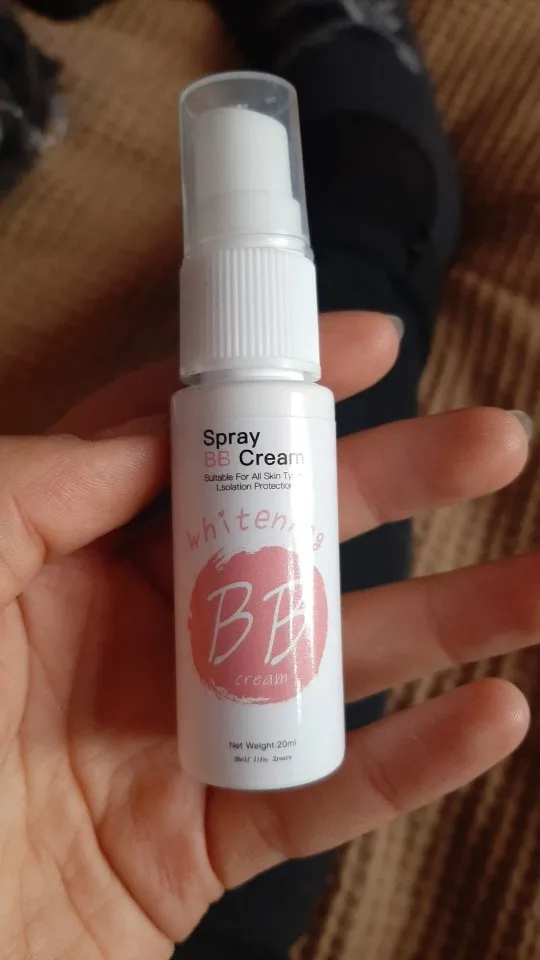 Spray
BB Cream
Suitable For All Skin
Lsolation Protection
Whitening
BB
cream
Net Weight:20ml
Shelf life: 2years